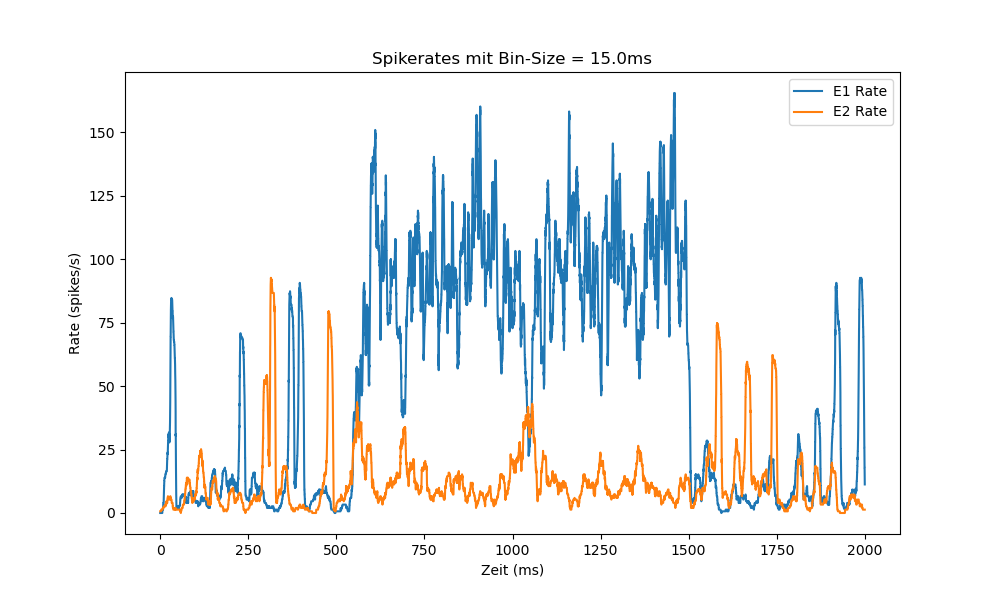 Spikerates mit Bin-Size = 15.0ms
E1 Rate
E2 Rate
Rate (spikes/s)
150
125
100
75
50
25
0
0 250 500 750 1000 1250 1500 1750 2000
Zeit (ms)